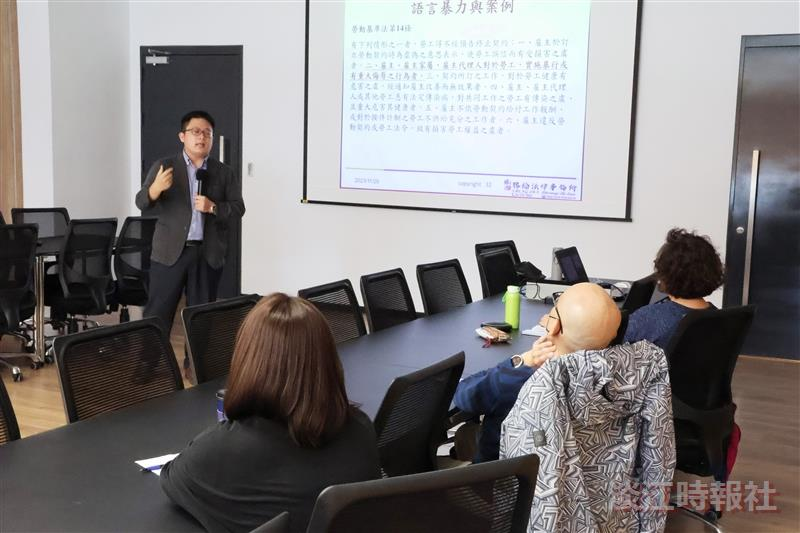 語言暴力與案例
勞動基準法第14條
有下列情形之一者，勞工得不經預告終止契約：一、雇主於訂
立勞動契約時為虛偽之意思表示，使勞工誤信而有受損害之虞
者。二、雇主、雇主家屬、雇主代理人對於勞工，實施暴行或
有重大侮辱之行為者。三、契約所訂之工作，對於勞工健康有
危害之虞，經通知雇主改善而無效果者。四、雇主、雇主代理人
或其他勞工患有法定傳染病，對共同工作之勞工有傳染之虞，
且重大危害其健康者。五、雇主不依勞動契約給付工作報酬，
或對於按件計酬之勞工不供給充分之工作者。六、雇主違反勞
動契約或勞工法令，致有損害勞工權益之虞者。
copyright 12
法律事務所
淡江時報社